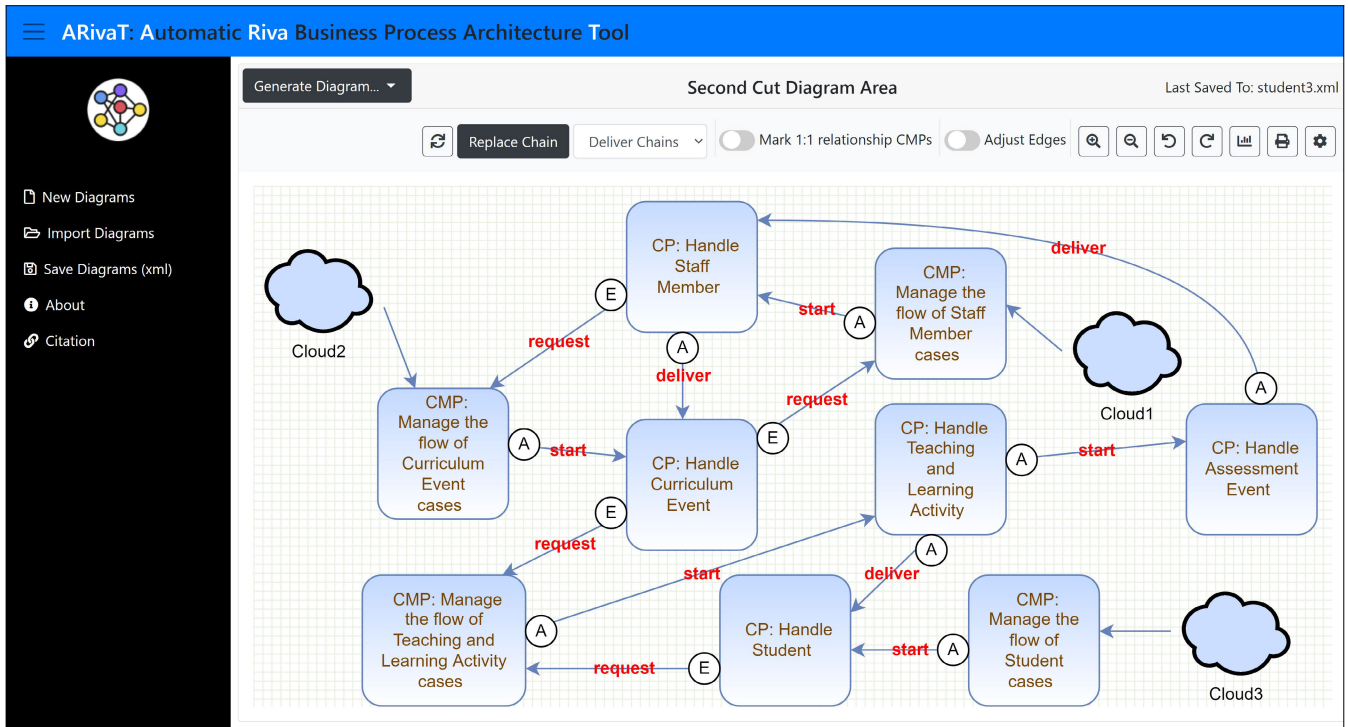 ARivaT: Automatic Riva Business Process Architecture Tool
New Diagrams
Import Diagrams
Save Diagrams (xml)
About
Citation
Generate Diagram...
Second Cut Diagram Area
Last Saved To: student3.xml
Replace Chain
Deliver Chains
Mark 1:1 relationship CMPs
Adjust Edges
Cloud2
CP: Handle
Staff
Member
E
A
request
deliver
start
A
CMP:
Manage the
flow of Staff
Member
cases
deliver
Cloud1
A
CMP:
Manage the
flow of
Curriculum
Event
cases
A
start
CP: Handle
Curriculum
Event
E
request
E
request
CP: Handle
Teaching
and
Learning
Activity
A
start
CP: Handle
Assessment
Event
A
deliver
CMP: Manage
the flow of
Teaching and
Learning Activity
cases
A
start
CP: Handle
Student
E
request
start
A
CMP:
Manage the
flow of
Student
cases
Cloud3